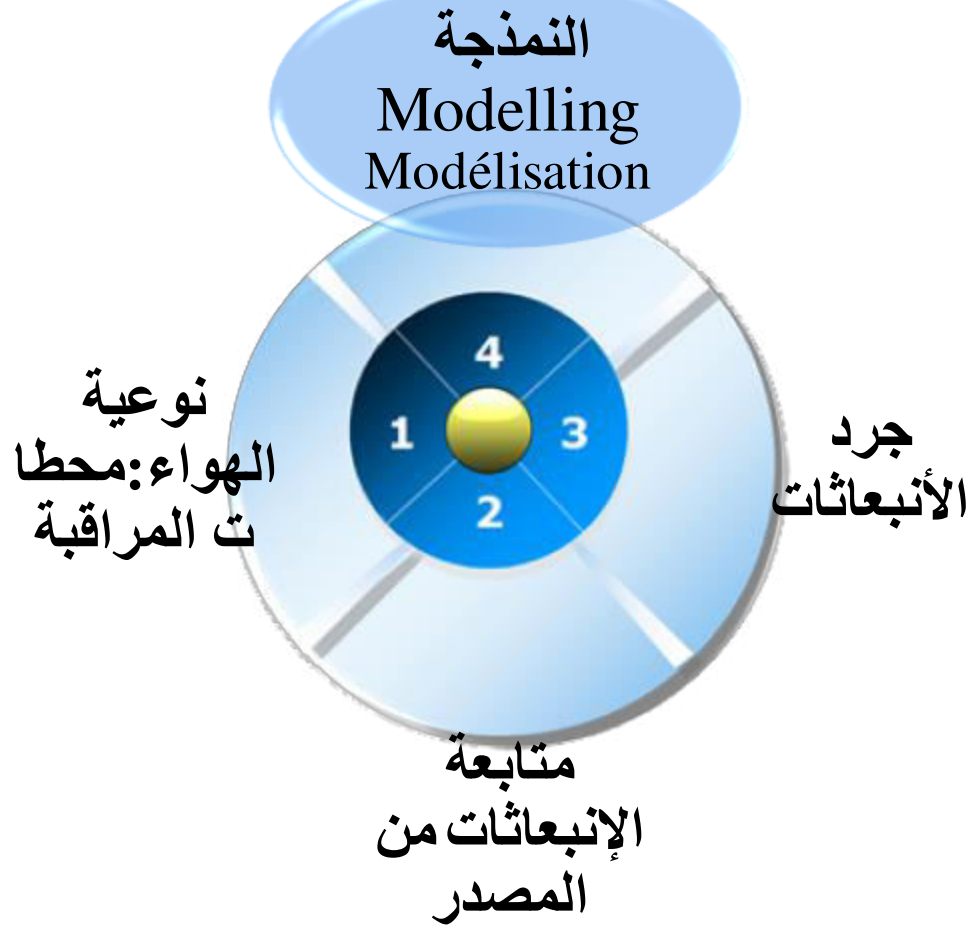 النمذجة
Modelling
Modélisation
4
1
3
2
نوعية
الهواء:محطا
ت المراقبة
جرد
الأنبعاثات
متابعة
الإنبعاثات من
المصدر